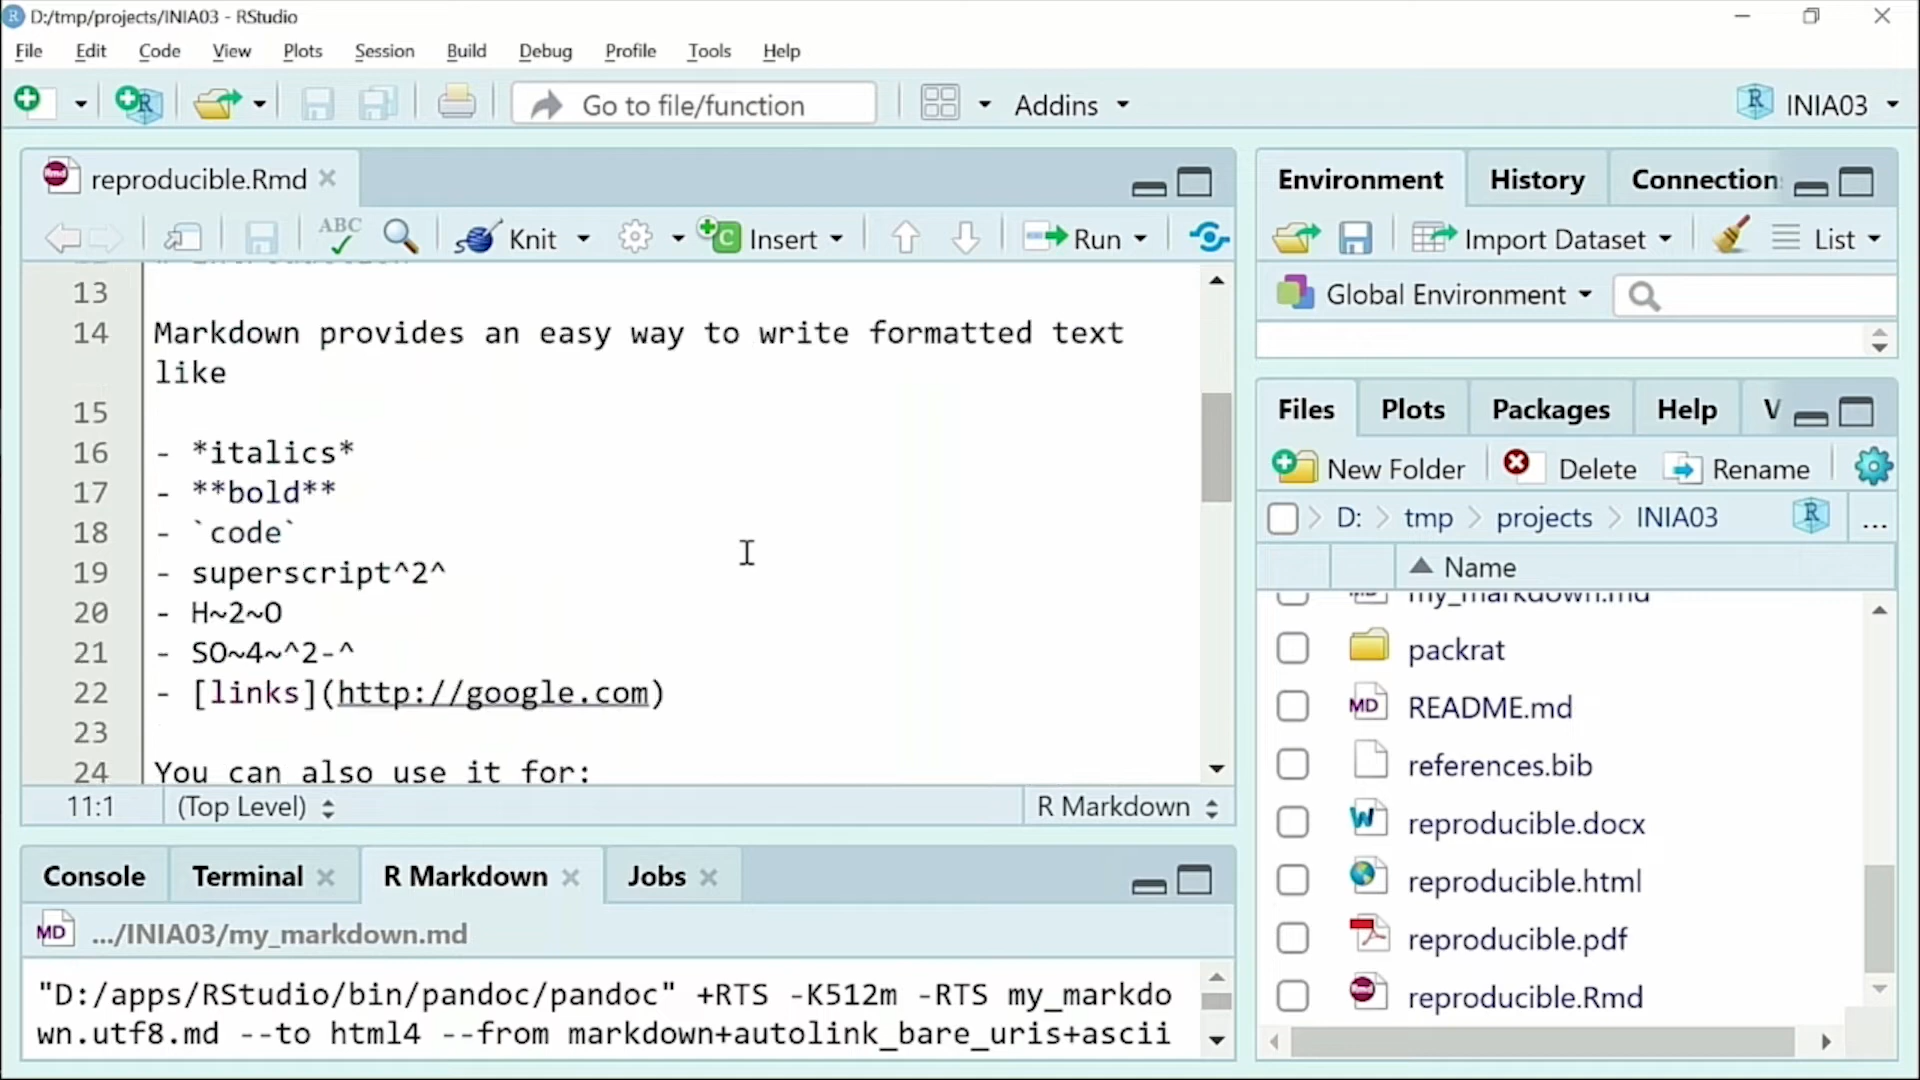 D:/tmp/projects/INIA03 - RStudio
File Edit Code View Plots Session Build Debug Profile Tools Help
Go to file/function Addins INIA03
reproducible.Rmd
ABC Knit Insert Run
13
14 Markdown provides an easy way to write formatted text
like
15
16 - *italics*
17 - **bold**
18 - `code`
19 - superscript^2^
20 - H~2~O
21 - SO~4~^2-^
22 - [links](http://google.com)
23
24 You can also use it for:
11:1 (Top Level) R Markdown
Console Terminal R Markdown Jobs
MD .../INIA03/my_markdown.md
"D:/apps/RStudio/bin/pandoc/pandoc" +RTS -K512m -RTS my_markdo
wn.utf8.md --to html4 --from markdown+autolink_bare_uris+ascii
Environment History Connection
Import Dataset List
Global Environment
Files Plots Packages Help V
New Folder Delete Rename
D: tmp projects INIA03 ...
Name
my_markdown.md
packrat
MD README.md
references.bib
reproducible.docx
reproducible.html
reproducible.pdf
reproducible.Rmd